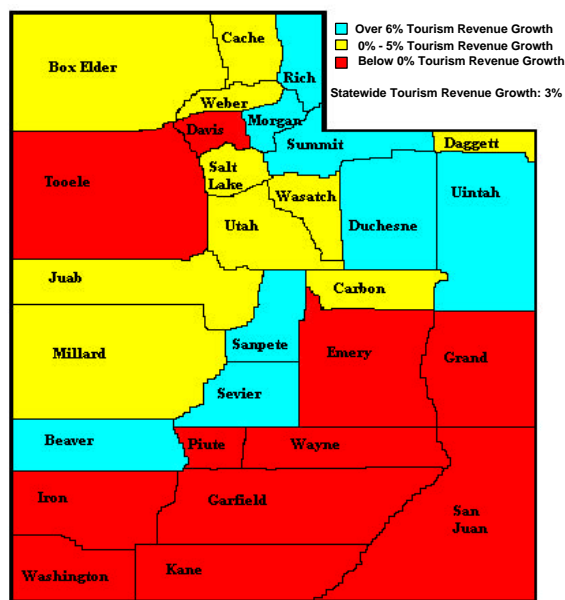 Over 6% Tourism Revenue Growth
0% - 5% Tourism Revenue Growth
Below 0% Tourism Revenue Growth
Statewide Tourism Revenue Growth: 3%
Cache
Box Elder
Rich
Weber
Morgan
Davis
Summit
Daggett
Salt
Lake
Tooele
Wasatch
Uintah
Utah
Duchesne
Juab
Carbon
Sanpete
Millard
Emery
Grand
Sevier
Beaver
Piute
Wayne
Iron
Garfield
San
Juan
Washington
Kane